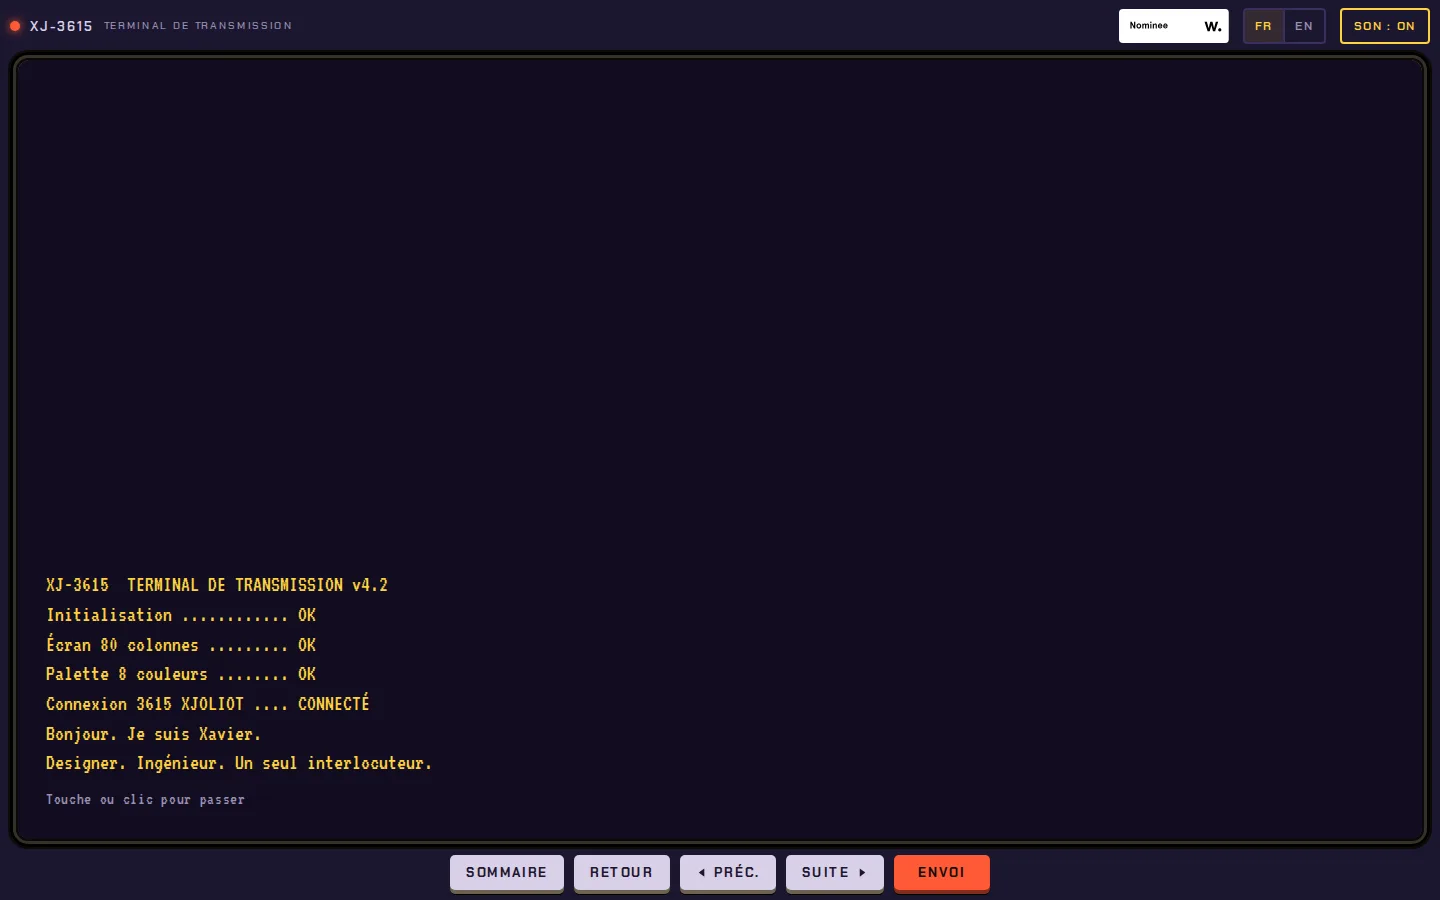 XJ-3615 TERMINAL DE TRANSMISSION
Nominee W.
FR EN
SON : ON
XJ-3615  TERMINAL DE TRANSMISSION v4.2
Initialisation ............ OK
Écran 80 colonnes ......... OK
Palette 8 couleurs ........ OK
Connexion 3615 XJOLIOT .... CONNECTÉ
Bonjour. Je suis Xavier.
Designer. Ingénieur. Un seul interlocuteur.
Touche ou clic pour passer
SOMMAIRE RETOUR PRÉC. SUITE ENVOI